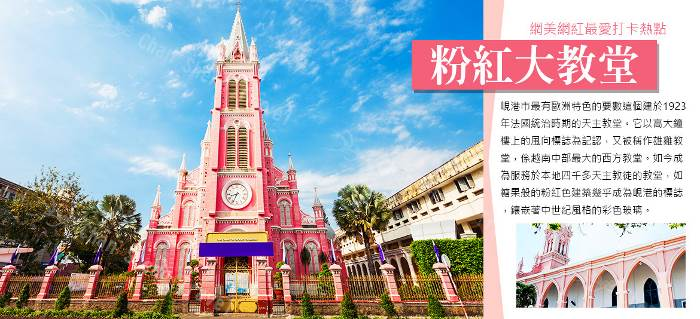 網美網紅最愛打卡熱點
粉紅大教堂
峴港市最有歐洲特色的要數這個建於1923
年法國統治時期的天主教堂。它以高大鐘
樓上的風向標誌為記認，又被稱作雄雞教
堂，係越南中部最大的西方教堂。如今成
為服務於本地四千多天主教徒的教堂，如
糖果般的粉紅色建築幾乎成為峴港的標誌
，鑲嵌著中世紀風格的彩色玻璃。